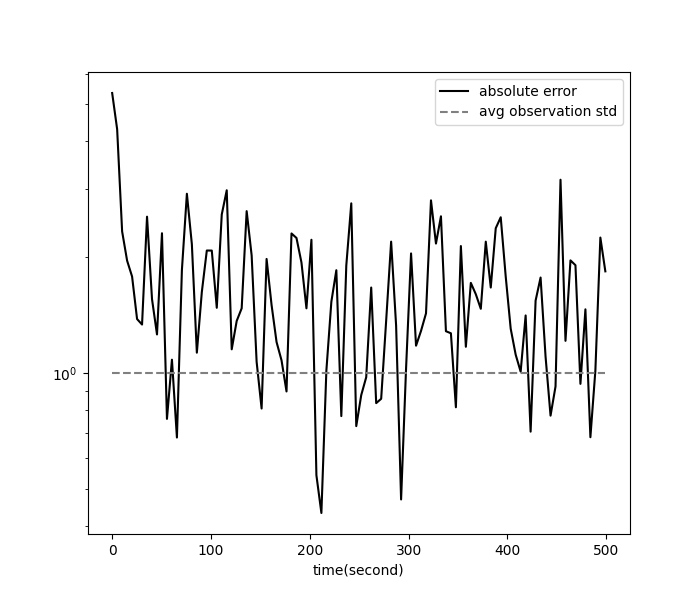 absolute error
avg observation std
10⁰
0 100 200 300 400 500
time(second)